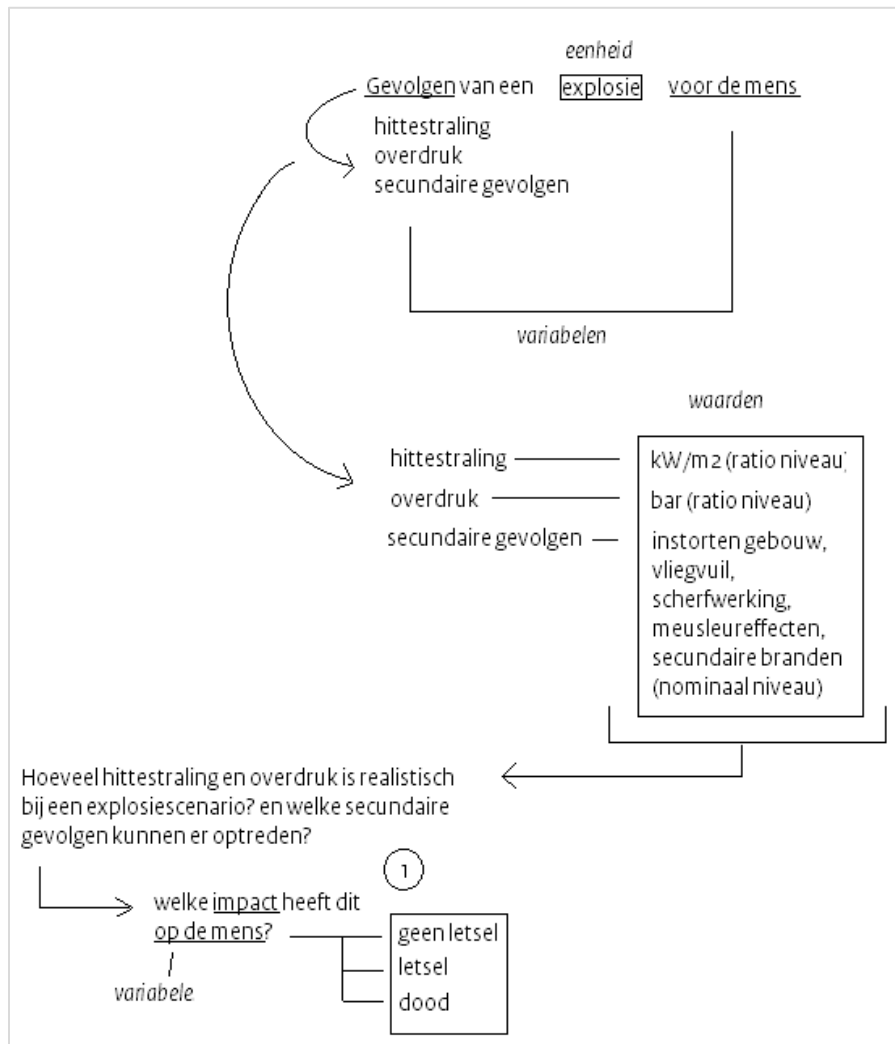 eenheid
Gevolgen van een explosie voor de mens
hittestraling
overdruk
secundaire gevolgen
variabelen
waarden
hittestraling kW/m2 (ratio niveau)
overdruk bar (ratio niveau)
secundaire gevolgen instorten gebouw,
vliegvuil,
scherfwerking,
meusleureffecten,
secundaire branden
(nominaal niveau)
Hoeveel hittestraling en overdruk is realistisch
bij een explosiescenario? en welke secundaire
gevolgen kunnen er optreden?
1
welke impact heeft dit
op de mens? geen letsel
letsel
dood
variabele